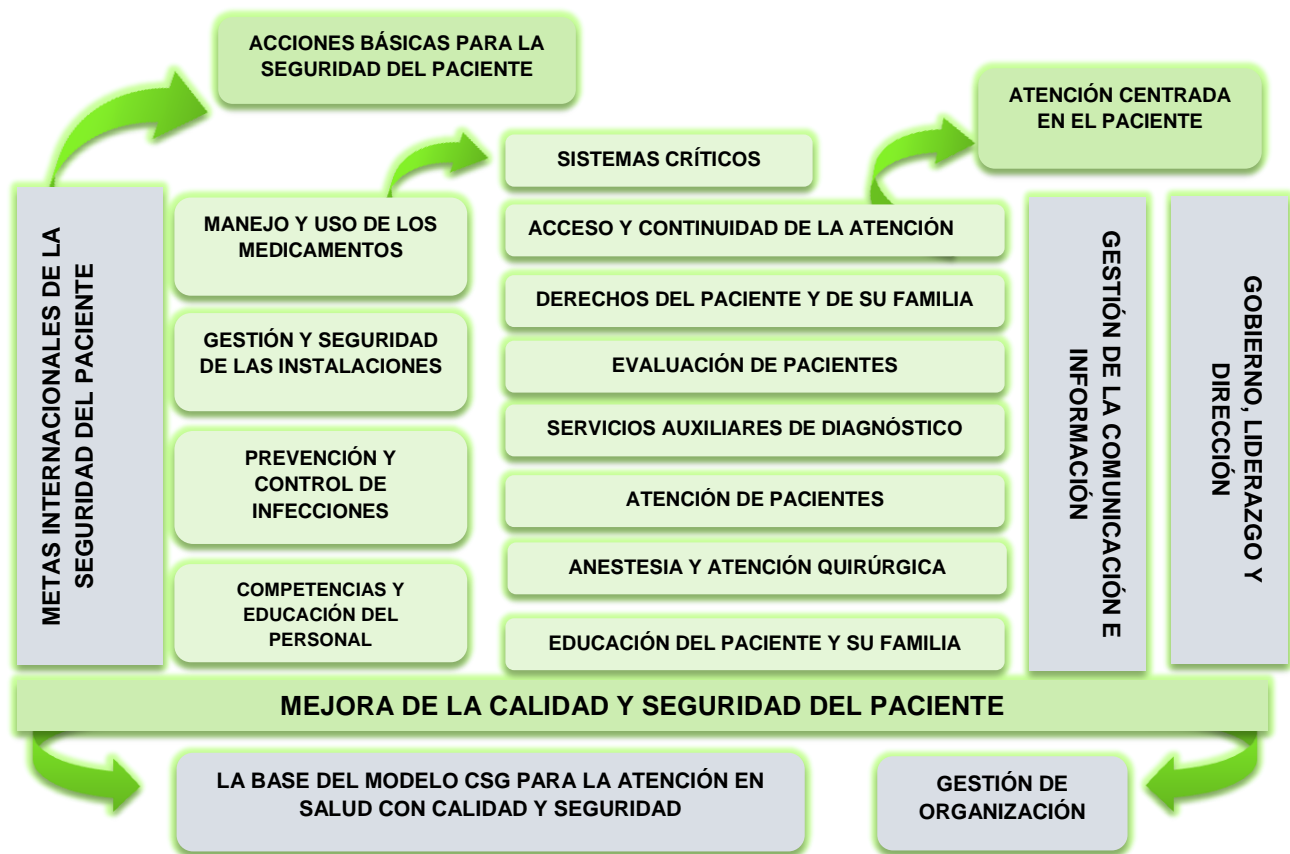 ACCIONES BÁSICAS PARA LA
SEGURIDAD DEL PACIENTE
ATENCIÓN CENTRADA
EN EL PACIENTE
SISTEMAS CRÍTICOS
METAS INTERNACIONALES DE LA
SEGURIDAD DEL PACIENTE
MANEJO Y USO DE LOS
MEDICAMENTOS
GESTIÓN Y SEGURIDAD
DE LAS INSTALACIONES
PREVENCIÓN Y
CONTROL DE
INFECCIONES
COMPETENCIAS Y
EDUCACIÓN DEL
PERSONAL
ACCESO Y CONTINUIDAD DE LA ATENCIÓN
DERECHOS DEL PACIENTE Y DE SU FAMILIA
EVALUACIÓN DE PACIENTES
SERVICIOS AUXILIARES DE DIAGNÓSTICO
ATENCIÓN DE PACIENTES
ANESTESIA Y ATENCIÓN QUIRÚRGICA
EDUCACIÓN DEL PACIENTE Y SU FAMILIA
GESTIÓN DE LA COMUNICACIÓN E
INFORMACIÓN
GOBIERNO, LIDERAZGO Y
DIRECCIÓN
MEJORA DE LA CALIDAD Y SEGURIDAD DEL PACIENTE
LA BASE DEL MODELO CSG PARA LA ATENCIÓN EN
SALUD CON CALIDAD Y SEGURIDAD
GESTIÓN DE
ORGANIZACIÓN